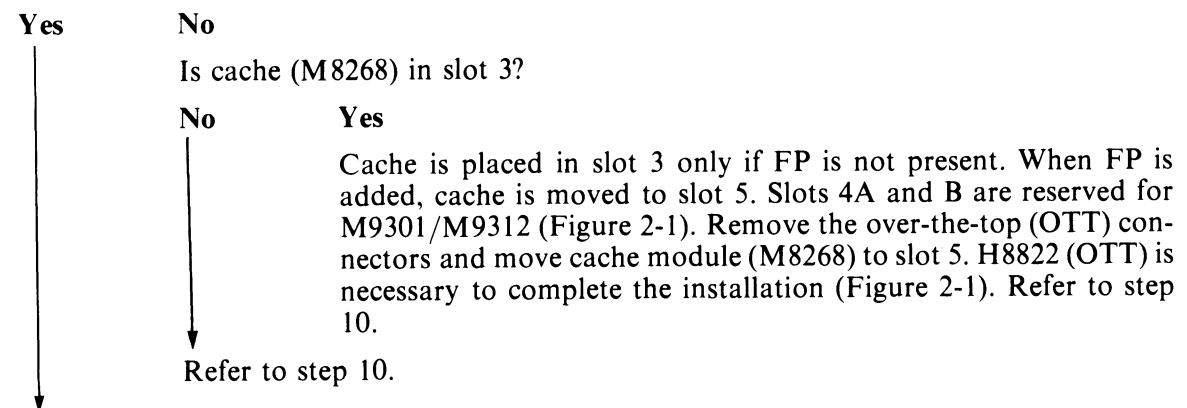 Yes No
Is cache (M8268) in slot 3?
No Yes
Cache is placed in slot 3 only if FP is not present. When FP is
added, cache is moved to slot 5. Slots 4A and B are reserved for
M9301/M9312 (Figure 2-1). Remove the over-the-top (OTT) con-
nectors and move cache module (M8268) to slot 5. H8822 (OTT) is
necessary to complete the installation (Figure 2-1). Refer to step
10.
Refer to step 10.